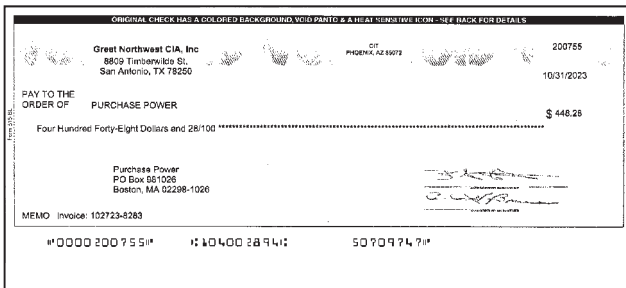 ORIGINAL CHECK HAS A COLORED BACKGROUND, VOID PANTO & A HEAT SENSITIVE ICON - SEE BACK FOR DETAILS
Great Northwest CIA, Inc
8809 Timberwilde St.
San Antonio, TX 78250
CIT
PHOENIX, AZ 85072
200755
10/31/2023
PAY TO THE
ORDER OF PURCHASE POWER
$ 448.28
Four Hundred Forty-Eight Dollars and 28/100
Purchase Power
PO Box 981026
Boston, MA 02298-1026
MEMO Invoice: 102723-8283
⑈0000200755⑈ ⑆104002894⑆ 50709747⑈